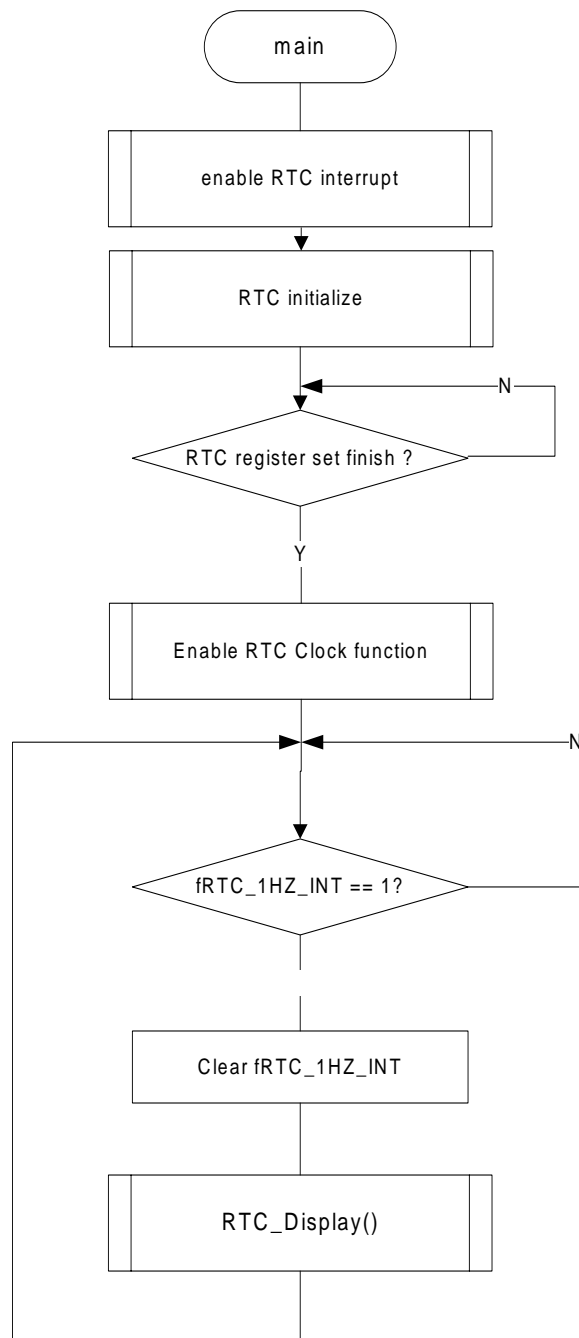 main
enable RTC interrupt
RTC initialize
N
RTC register set finish ?
Y
Enable RTC Clock function
N
fRTC_1HZ_INT == 1?
Clear fRTC_1HZ_INT
RTC_Display()